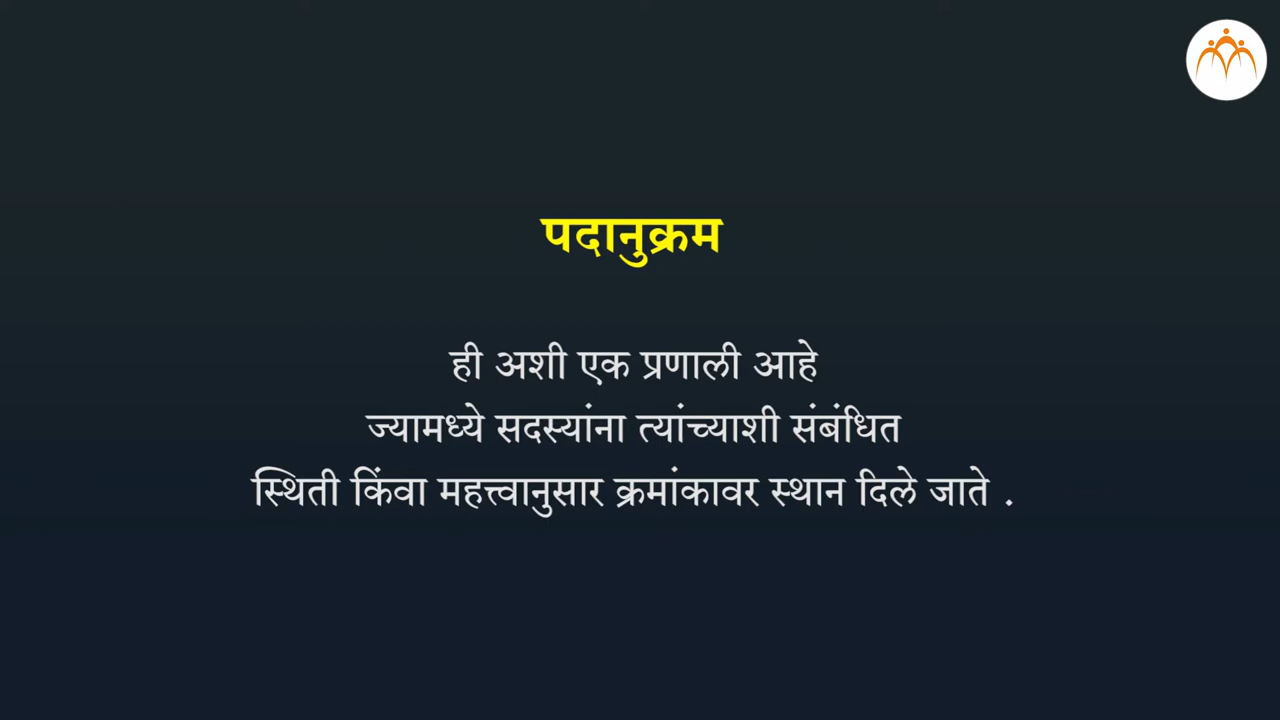 पदानुक्रम
ही अशी एक प्रणाली आहे
ज्यामध्ये सदस्यांना त्यांच्याशी संबंधित
स्थिती किंवा महत्त्वानुसार क्रमांकावर स्थान दिले जाते .